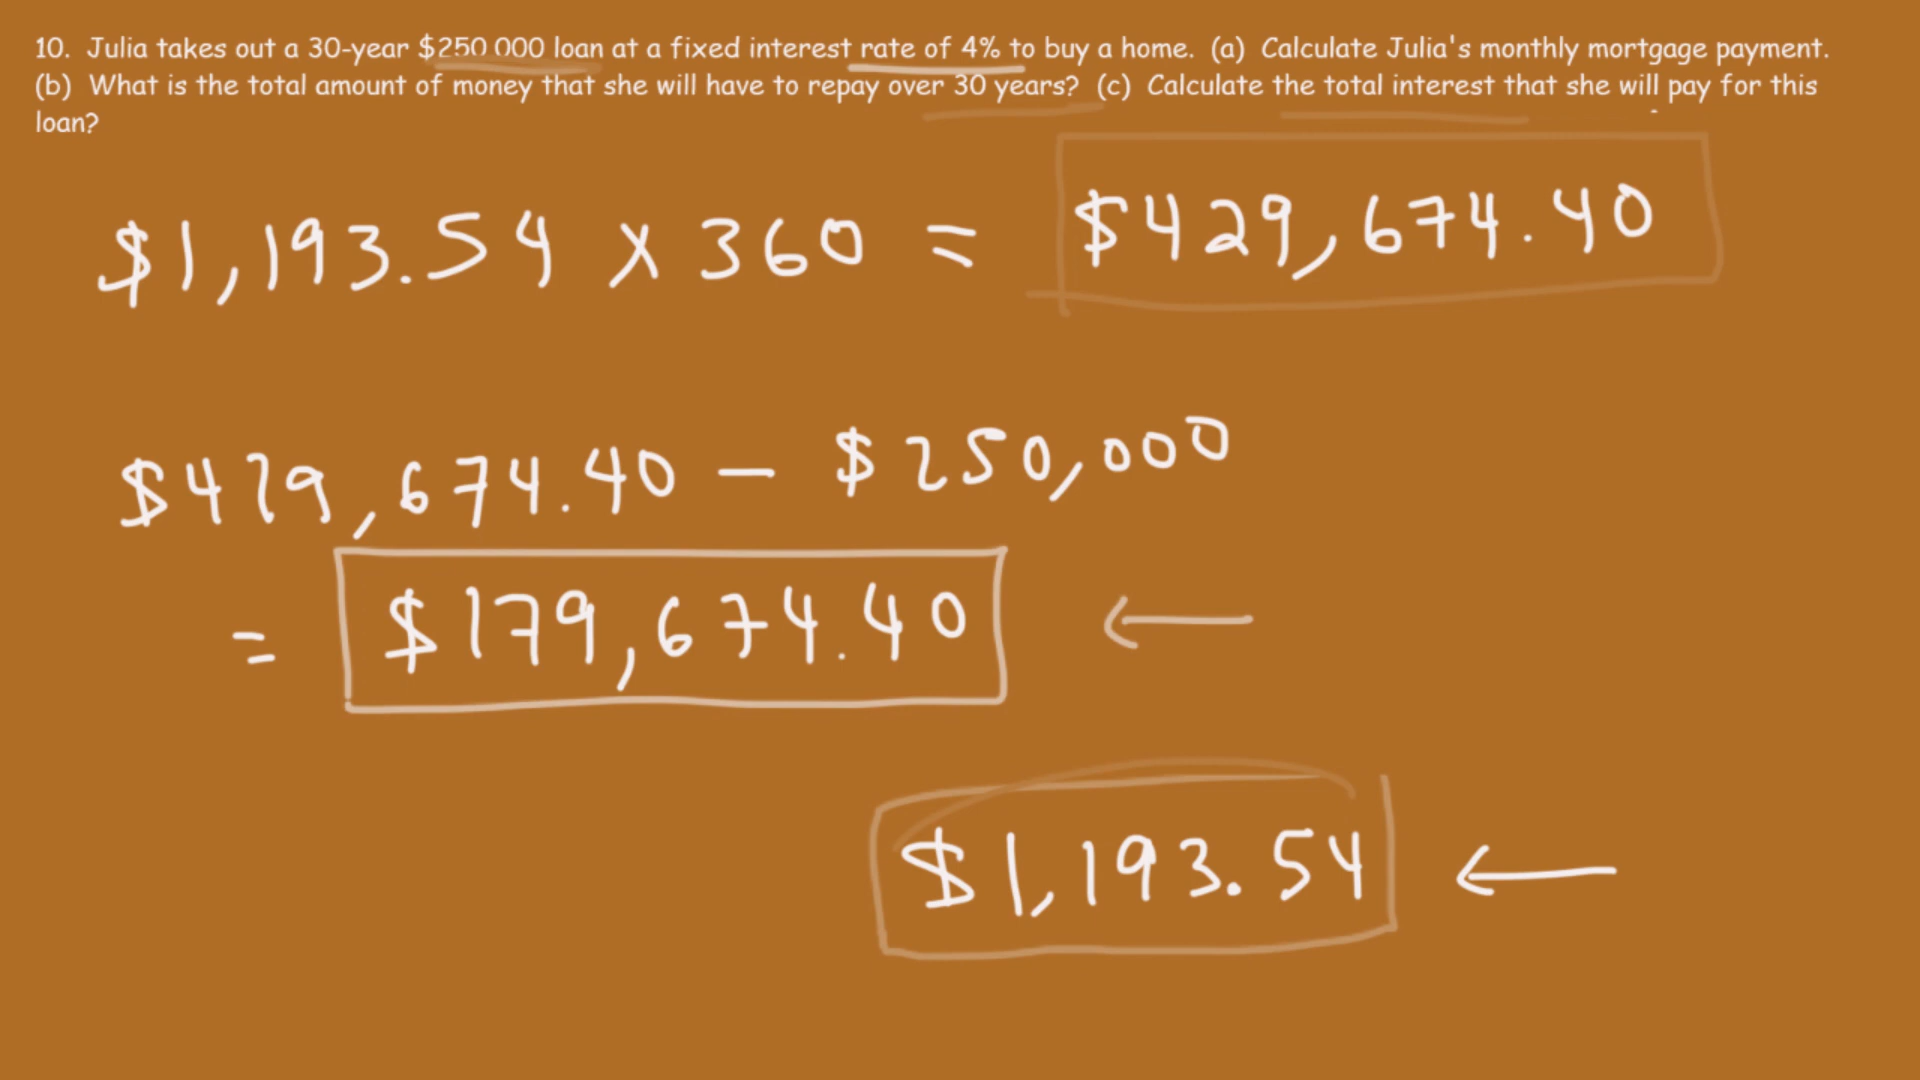 10. Julia takes out a 30-year $250,000 loan at a fixed interest rate of 4% to buy a home. (a) Calculate Julia's monthly mortgage payment.
(b) What is the total amount of money that she will have to repay over 30 years? (c) Calculate the total interest that she will pay for this
loan?
$1,193.54 x 360 = $429,674.40
$429,674.40 - $250,000
= $179,674.40 ←
$1,193.54 ←